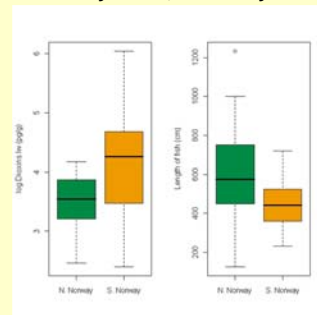 log Dioxins lw (pg/g)
6
5
4
3
N. Norway
S. Norway
Length of fish (cm)
1200
1000
800
600
400
200
N. Norway
S. Norway